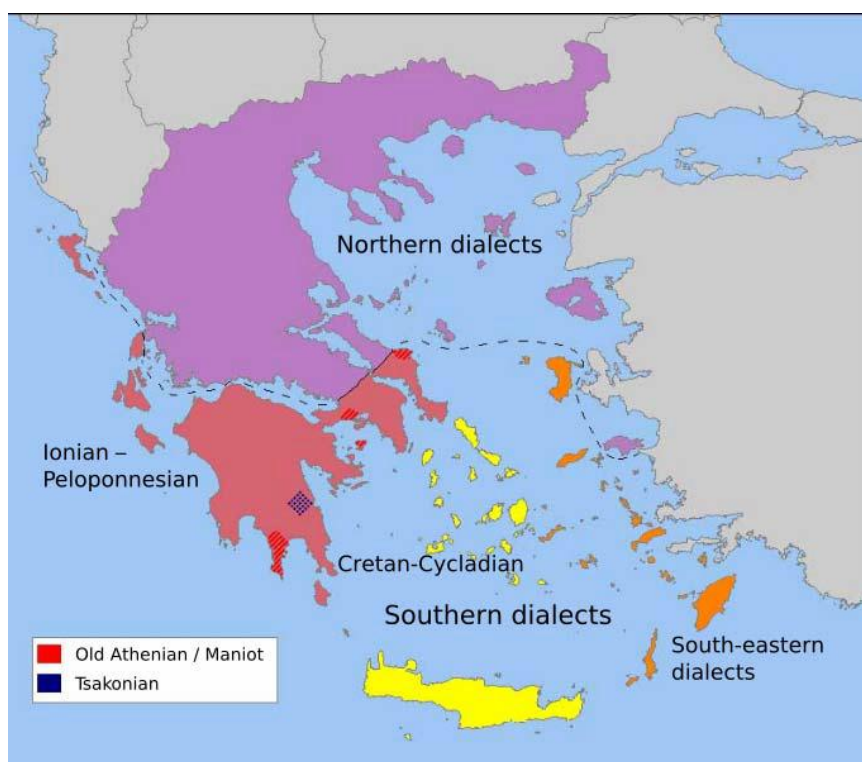 Northern dialects
Ionian –
Peloponnesian
Cretan-Cycladian
Southern dialects
South-eastern
dialects
Old Athenian / Maniot
Tsakonian